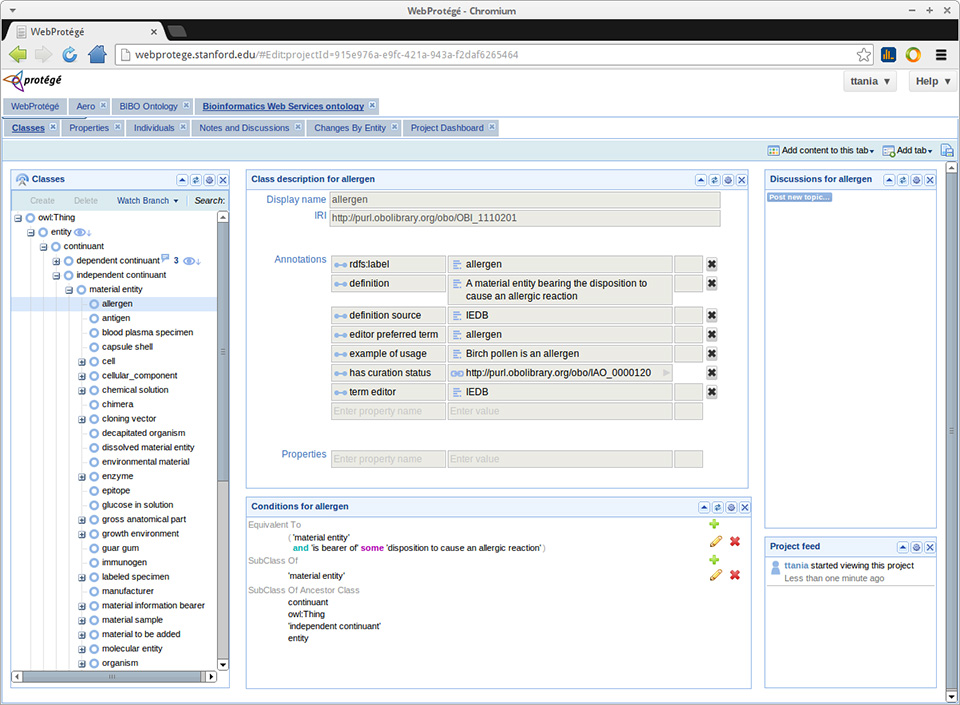 WebProtégé - Chromium
WebProtégé
webprotege.stanford.edu/#Edit:projectId=915e976a-e9fc-421a-943a-f2daf6265464
protégé
ttania
Help
WebProtégé
Aero
BIBO Ontology
Bioinformatics Web Services ontology
Classes
Properties
Individuals
Notes and Discussions
Changes By Entity
Project Dashboard
Add content to this tab
Add tab
Classes
Create
Delete
Watch Branch
Search:
owl:Thing
entity
continuant
dependent continuant 3
independent continuant
material entity
allergen
antigen
blood plasma specimen
capsule shell
cell
cellular_component
chemical solution
chimera
cloning vector
decapitated organism
dissolved material entity
environmental material
enzyme
epitope
glucose in solution
gross anatomical part
growth environment
guar gum
immunogen
labeled specimen
manufacturer
material information bearer
material sample
material to be added
molecular entity
organism
Class description for allergen
Display name allergen
IRI http://purl.obolibrary.org/obo/OBI_1110201
Annotations
rdfs:label allergen
definition A material entity bearing the disposition to
cause an allergic reaction
definition source IEDB
editor preferred term allergen
example of usage Birch pollen is an allergen
has curation status http://purl.obolibrary.org/obo/IAO_0000120
term editor IEDB
Enter property name Enter value
Properties Enter property name Enter value
Conditions for allergen
Equivalent To
( 'material entity'
and 'is bearer of some 'disposition to cause an allergic reaction' )
SubClass Of
'material entity'
SubClass Of Ancestor Class
continuant
owl:Thing
'independent continuant'
entity
Discussions for allergen
Post new topic...
Project feed
ttania started viewing this project
Less than one minute ago